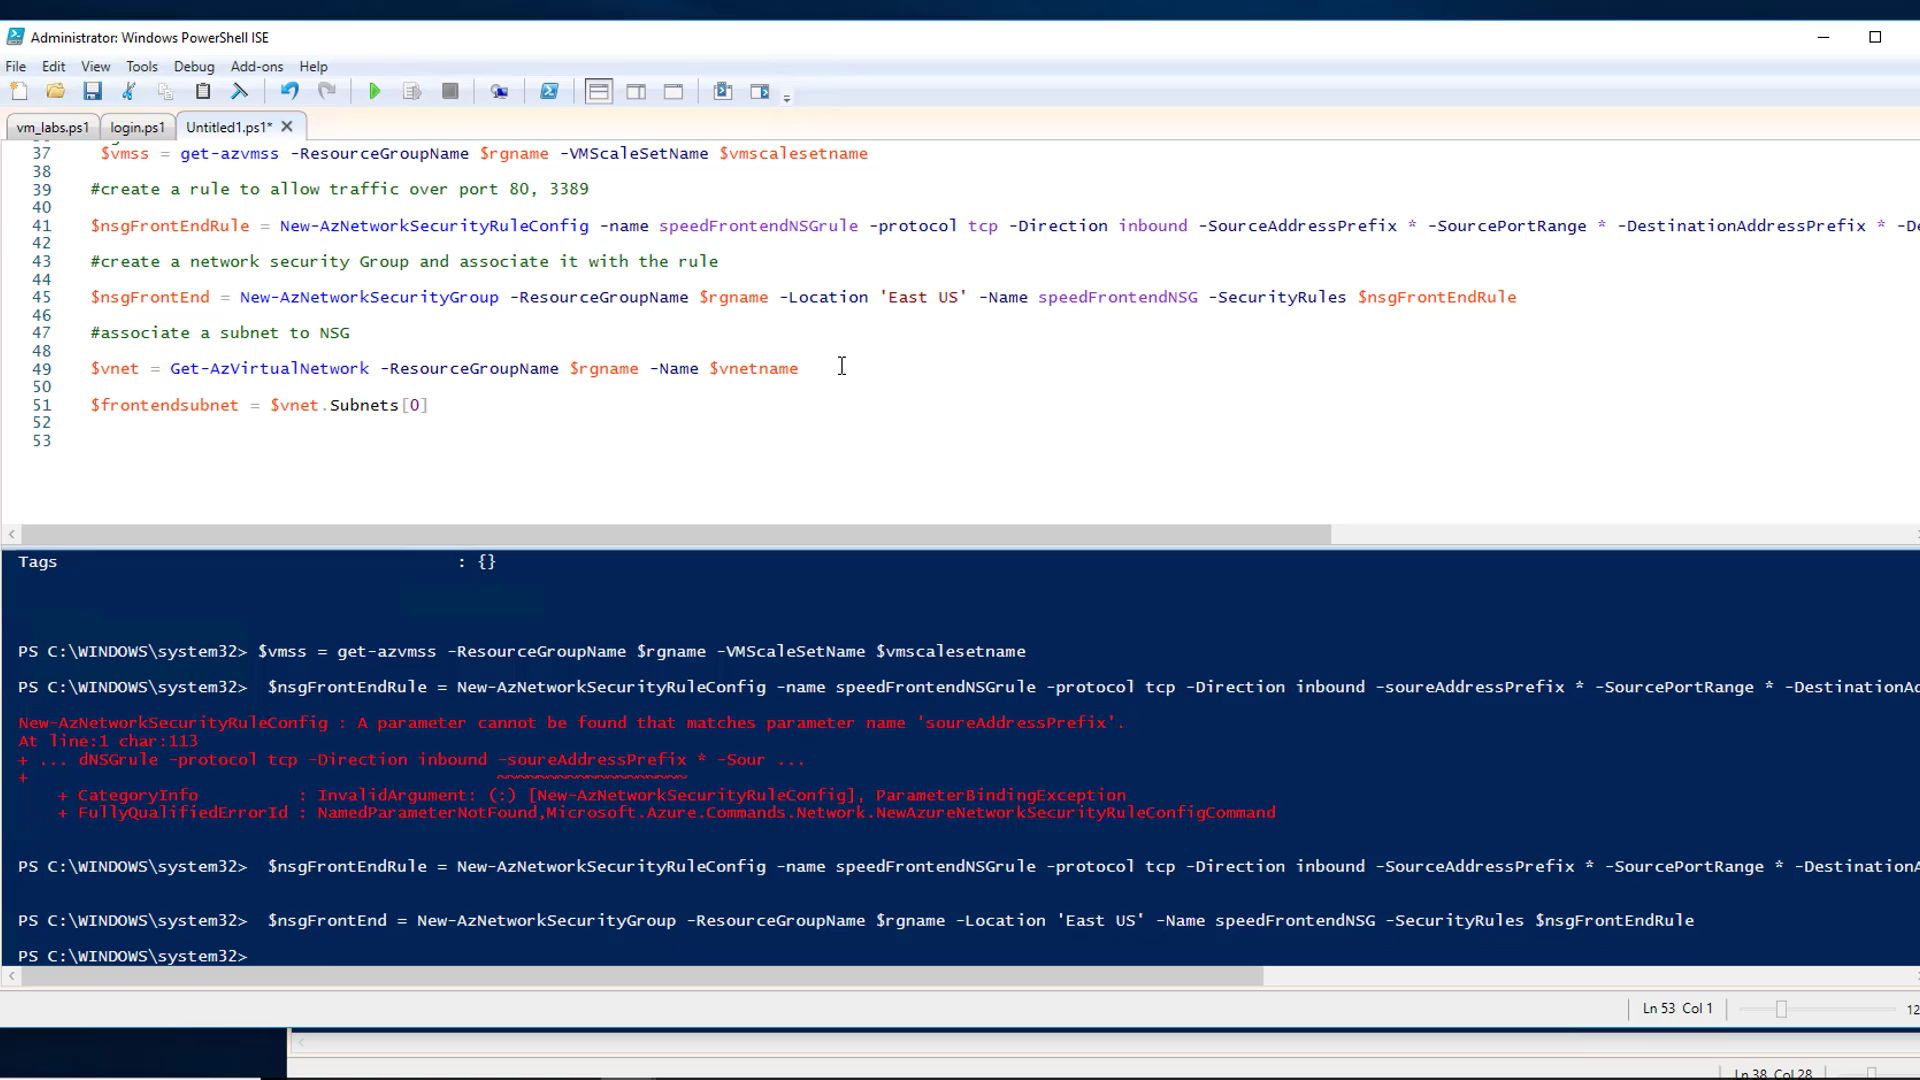 Administrator: Windows PowerShell ISE
File Edit View Tools Debug Add-ons Help
vm_labs.ps1 login.ps1 Untitled1.ps1*
37 $vmss = get-azvmss -ResourceGroupName $rgname -VMScaleSetName $vmscalesetname
38
39 #create a rule to allow traffic over port 80, 3389
40
41 $nsgFrontEndRule = New-AzNetworkSecurityRuleConfig -name speedFrontendNSGrule -protocol tcp -Direction inbound -SourceAddressPrefix * -SourcePortRange * -DestinationAddressPrefix * -De
42
43 #create a network security Group and associate it with the rule
44
45 $nsgFrontEnd = New-AzNetworkSecurityGroup -ResourceGroupName $rgname -Location 'East US' -Name speedFrontendNSG -SecurityRules $nsgFrontEndRule
46
47 #associate a subnet to NSG
48
49 $vnet = Get-AzVirtualNetwork -ResourceGroupName $rgname -Name $vnetname
50
51 $frontendsubnet = $vnet.Subnets[0]
52
53
Tags : {}
PS C:\WINDOWS\system32> $vmss = get-azvmss -ResourceGroupName $rgname -VMScaleSetName $vmscalesetname
PS C:\WINDOWS\system32> $nsgFrontEndRule = New-AzNetworkSecurityRuleConfig -name speedFrontendNSGrule -protocol tcp -Direction inbound -soureAddressPrefix * -SourcePortRange * -DestinationAd
New-AzNetworkSecurityRuleConfig : A parameter cannot be found that matches parameter name 'soureAddressPrefix'.
At line:1 char:113
+ ... dNSGrule -protocol tcp -Direction inbound -soureAddressPrefix * -Sour ...
+ ~~~~~~~~~~~~~~~~~~~
+ CategoryInfo : InvalidArgument: (:) [New-AzNetworkSecurityRuleConfig], ParameterBindingException
+ FullyQualifiedErrorId : NamedParameterNotFound,Microsoft.Azure.Commands.Network.NewAzureNetworkSecurityRuleConfigCommand
PS C:\WINDOWS\system32> $nsgFrontEndRule = New-AzNetworkSecurityRuleConfig -name speedFrontendNSGrule -protocol tcp -Direction inbound -SourceAddressPrefix * -SourcePortRange * -DestinationA
PS C:\WINDOWS\system32> $nsgFrontEnd = New-AzNetworkSecurityGroup -ResourceGroupName $rgname -Location 'East US' -Name speedFrontendNSG -SecurityRules $nsgFrontEndRule
PS C:\WINDOWS\system32>
Ln 53 Col 1 12
Ln 38 Col 28